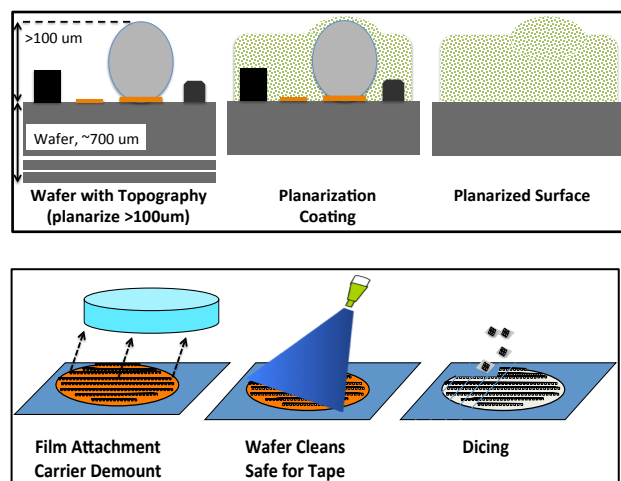 >100 um
Wafer, ~700 um
Wafer with Topography
(planarize >100um)
Planarization
Coating
Planarized Surface
Film Attachment
Carrier Demount
Wafer Cleans
Safe for Tape
Dicing